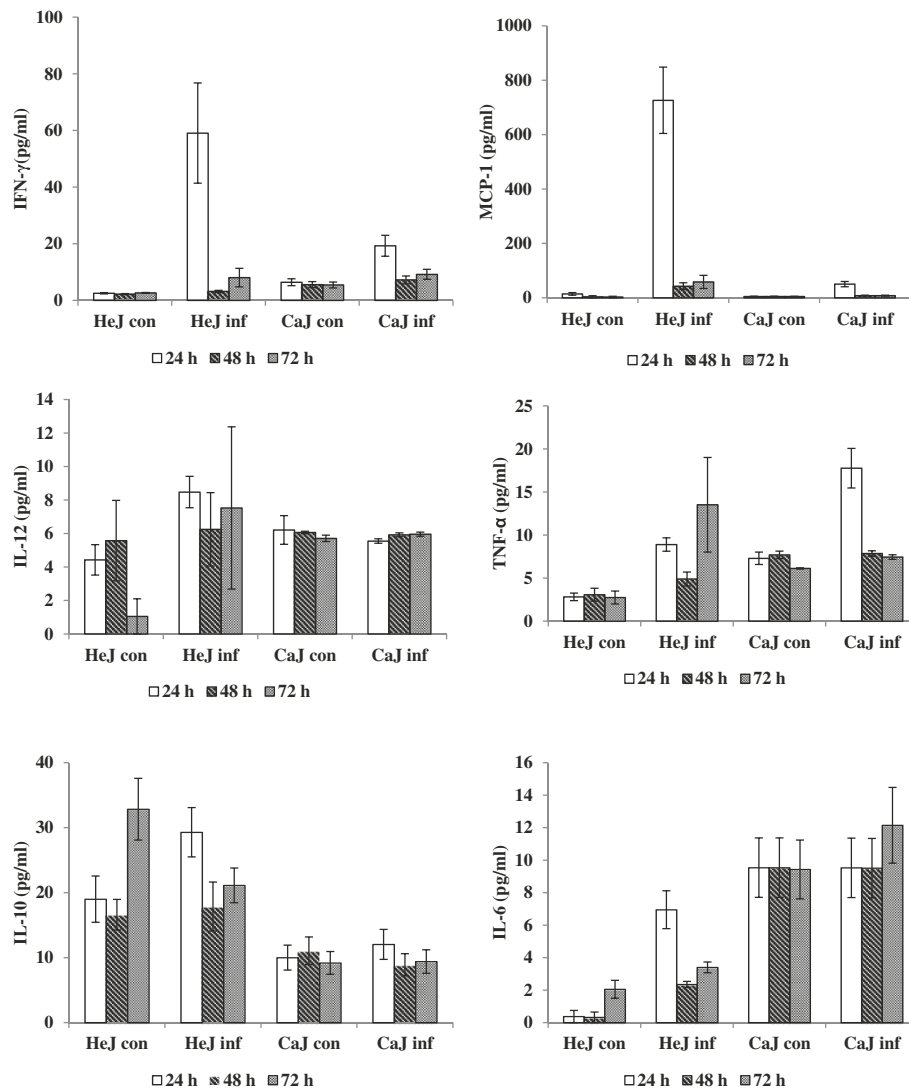 IFN-γ(pg/ml)
100
80
60
40
20
0
HeJ con HeJ inf CaJ con CaJ inf
24 h 48 h 72 h
MCP-1 (pg/ml)
1000
800
600
400
200
0
HeJ con HeJ inf CaJ con CaJ inf
24 h 48 h 72 h
IL-12 (pg/ml)
14
12
10
8
6
4
2
0
HeJ con HeJ inf CaJ con CaJ inf
24 h 48 h 72 h
TNF-α (pg/ml)
25
20
15
10
5
0
HeJ con HeJ inf CaJ con CaJ inf
24 h 48 h 72 h
IL-10 (pg/ml)
40
30
20
10
0
HeJ con HeJ inf CaJ con CaJ inf
24 h 48 h 72 h
IL-6 (pg/ml)
16
14
12
10
8
6
4
2
0
HeJ con HeJ inf CaJ con CaJ inf
24 h 48 h 72 h